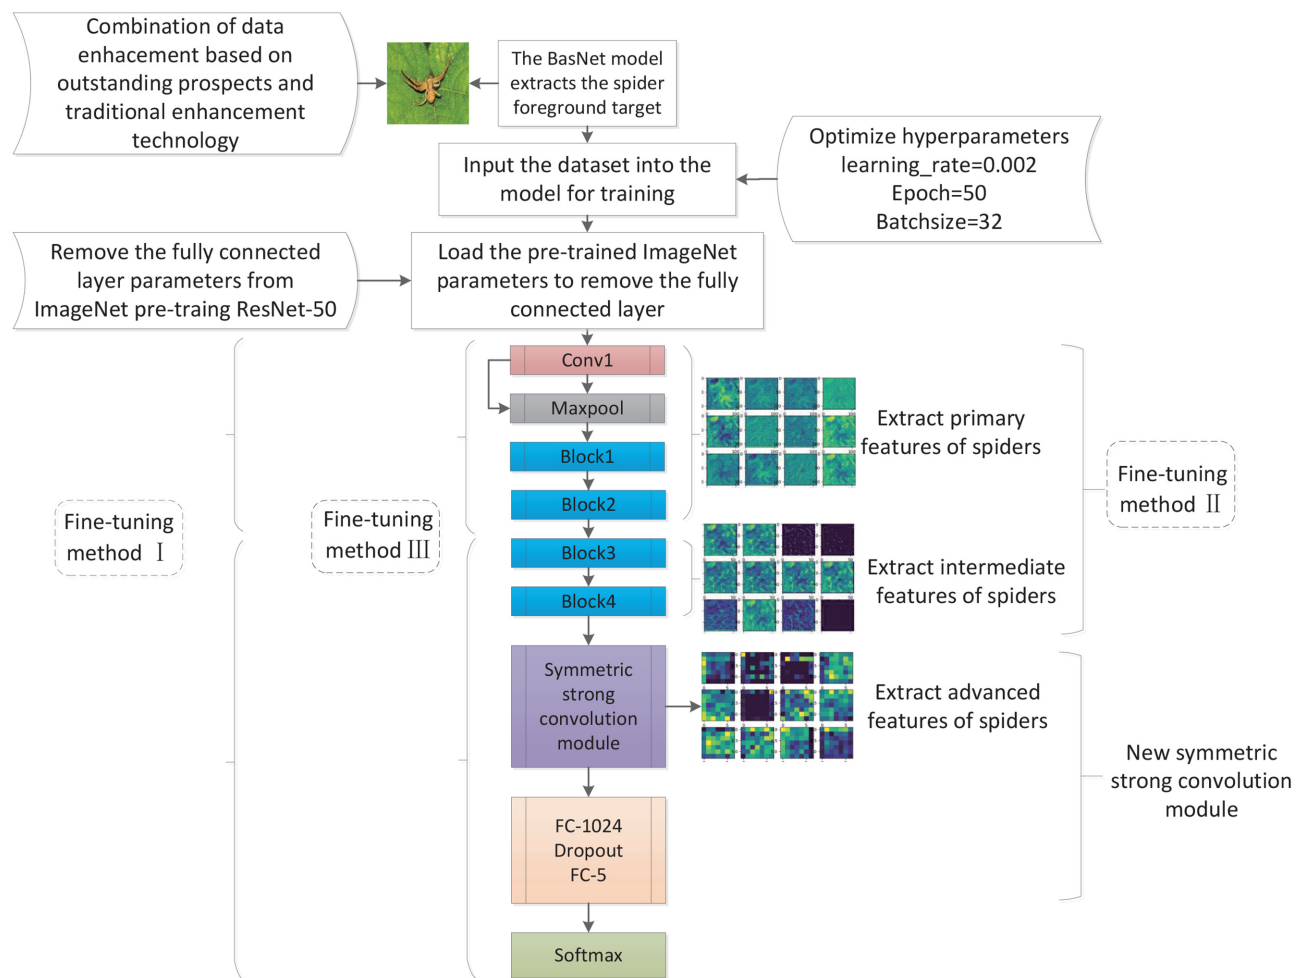 Combination of data
enhacement based on
outstanding prospects and
traditional enhancement
technology
The BasNet model
extracts the spider
foreground target
Input the dataset into the
model for training
Optimize hyperparameters
learning_rate=0.002
Epoch=50
Batchsize=32
Remove the fully connected
layer parameters from
ImageNet pre-traing ResNet-50
Load the pre-trained ImageNet
parameters to remove the fully
connected layer
Conv1
Maxpool
Block1
Block2
Block3
Block4
Symmetric
strong
convolution
module
FC-1024
Dropout
FC-5
Softmax
Extract primary
features of spiders
Extract intermediate
features of spiders
Extract advanced
features of spiders
Fine-tuning
method Ⅰ
Fine-tuning
method Ⅲ
Fine-tuning
method Ⅱ
New symmetric
strong convolution
module